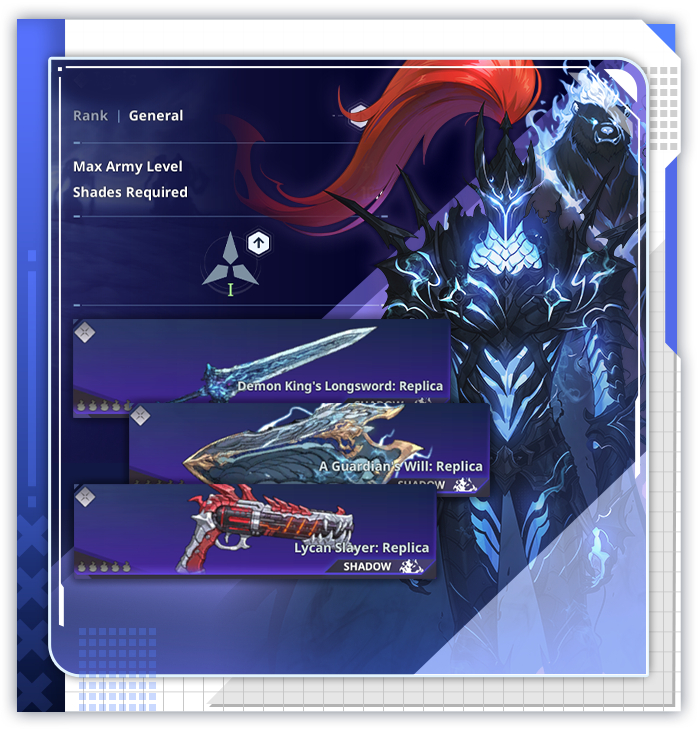 Rank | General
Max Army Level
Shades Required
I
Demon King's Longsword: Replica
SHADOW
A Guardian's Will: Replica
SHADOW
Lycan Slayer: Replica
SHADOW